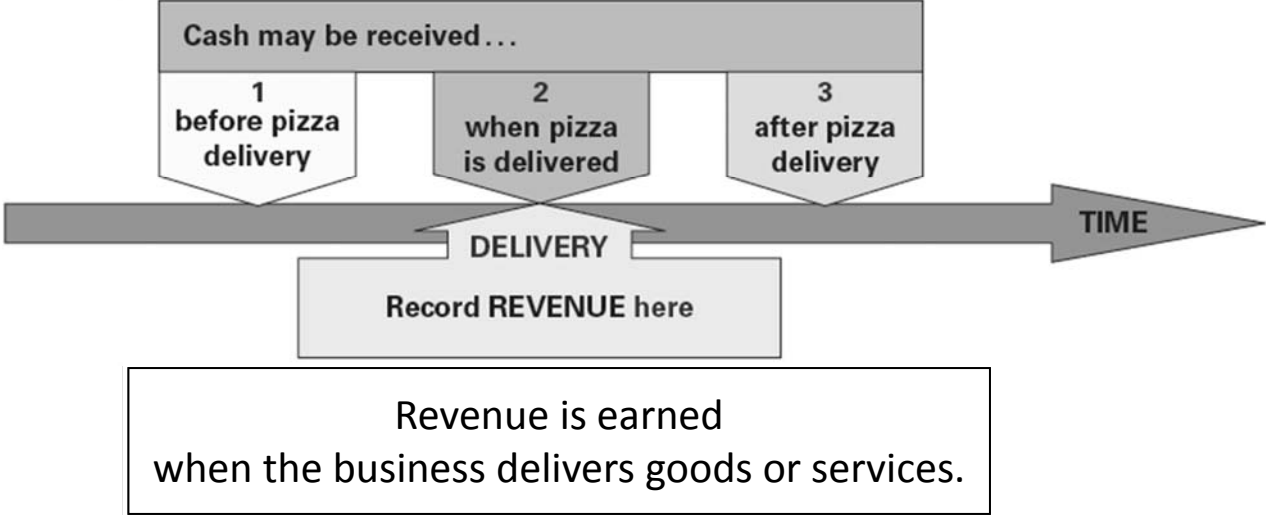 Cash may be received...
1
before pizza
delivery
2
when pizza
is delivered
3
after pizza
delivery
TIME
DELIVERY
Record REVENUE here
Revenue is earned
when the business delivers goods or services.